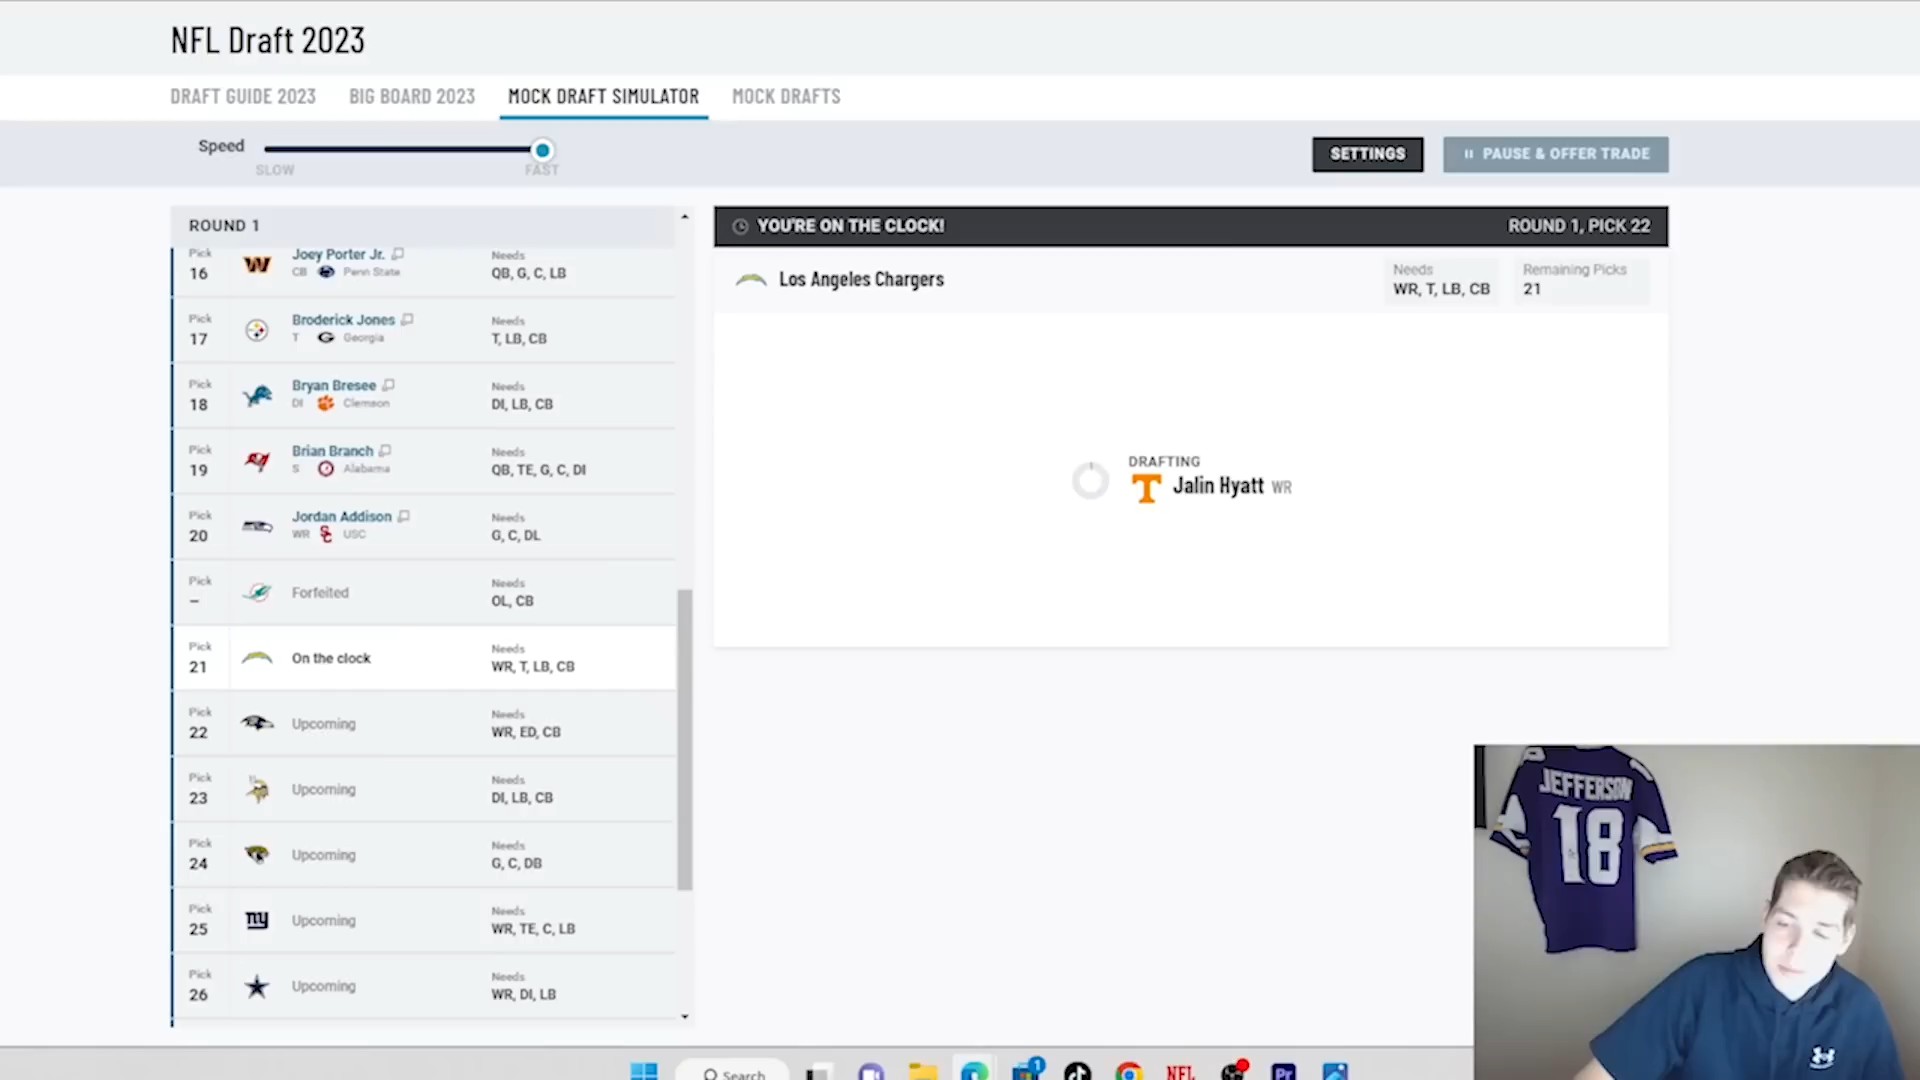 NFL Draft 2023
DRAFT GUIDE 2023 BIG BOARD 2023 MOCK DRAFT SIMULATOR MOCK DRAFTS
Speed
SLOW FAST
SETTINGS PAUSE & OFFER TRADE
ROUND 1
Pick 16 Joey Porter Jr. CB Penn State Needs QB, G, C, LB
Pick 17 Broderick Jones T Georgia Needs T, LB, CB
Pick 18 Bryan Bresee DI Clemson Needs DI, LB, CB
Pick 19 Brian Branch S Alabama Needs QB, TE, G, C, DI
Pick 20 Jordan Addison WR SC USC Needs G, C, DL
Pick – Forfeited Needs OL, CB
Pick 21 On the clock Needs WR, T, LB, CB
Pick 22 Upcoming Needs WR, ED, CB
Pick 23 Upcoming Needs DI, LB, CB
Pick 24 Upcoming Needs G, C, DB
Pick 25 ny Upcoming Needs WR, TE, C, LB
Pick 26 Upcoming Needs WR, DI, LB
YOU'RE ON THE CLOCK! ROUND 1, PICK 22
Los Angeles Chargers
Needs
WR, T, LB, CB
Remaining Picks
21
DRAFTING
T Jalin Hyatt WR
JEFFERSON
18
Search 1 NFL Pr